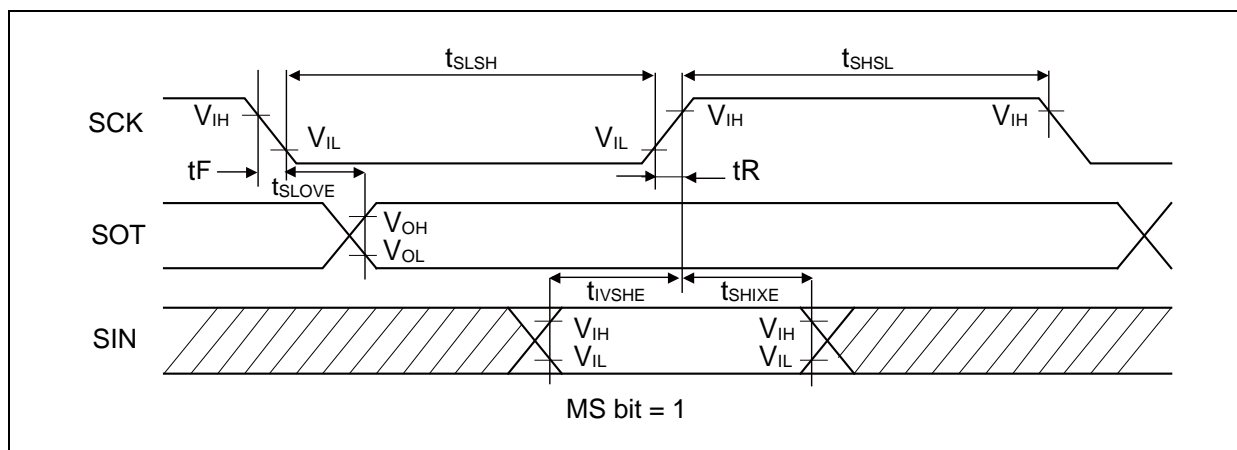 tSLSH
tSHSL
SCK
VIH
VIL
VIL
VIH
VIH
tF
tSLOVE
tR
SOT
VOH
VOL
tIVSHE
tSHIXE
SIN
VIH
VIH
VIL
VIL
MS bit = 1